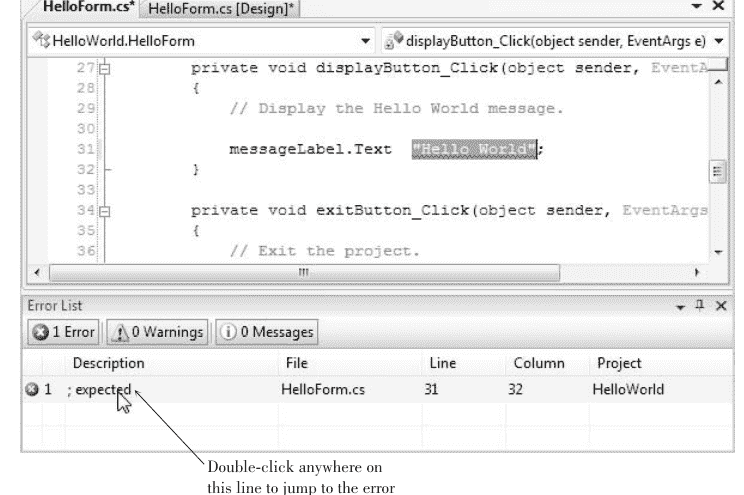 HelloForm.cs* HelloForm.cs [Design]*
HelloWorld.HelloForm displayButton_Click(object sender, EventArgs e)
27 private void displayButton_Click(object sender, EventA
28 {
29 // Display the Hello World message.
30
31 messageLabel.Text "Hello World";
32 }
33
34 private void exitButton_Click(object sender, EventArgs
35 {
36 // Exit the project.
Error List
1 Error 0 Warnings 0 Messages
Description File Line Column Project
1 ; expected HelloForm.cs 31 32 HelloWorld
Double-click anywhere on
this line to jump to the error